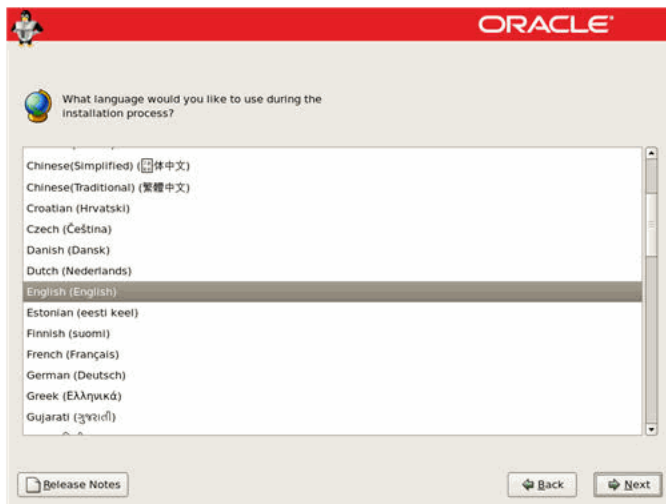 ORACLE
What language would you like to use during the
installation process?
Chinese(Simplified) (体中文)
Chinese(Traditional) (繁體中文)
Croatian (Hrvatski)
Czech (Čeština)
Danish (Dansk)
Dutch (Nederlands)
English (English)
Estonian (eesti keel)
Finnish (suomi)
French (Français)
German (Deutsch)
Greek (Ελληνικά)
Gujarati (ગુજરાતી)
Release Notes
Back
Next